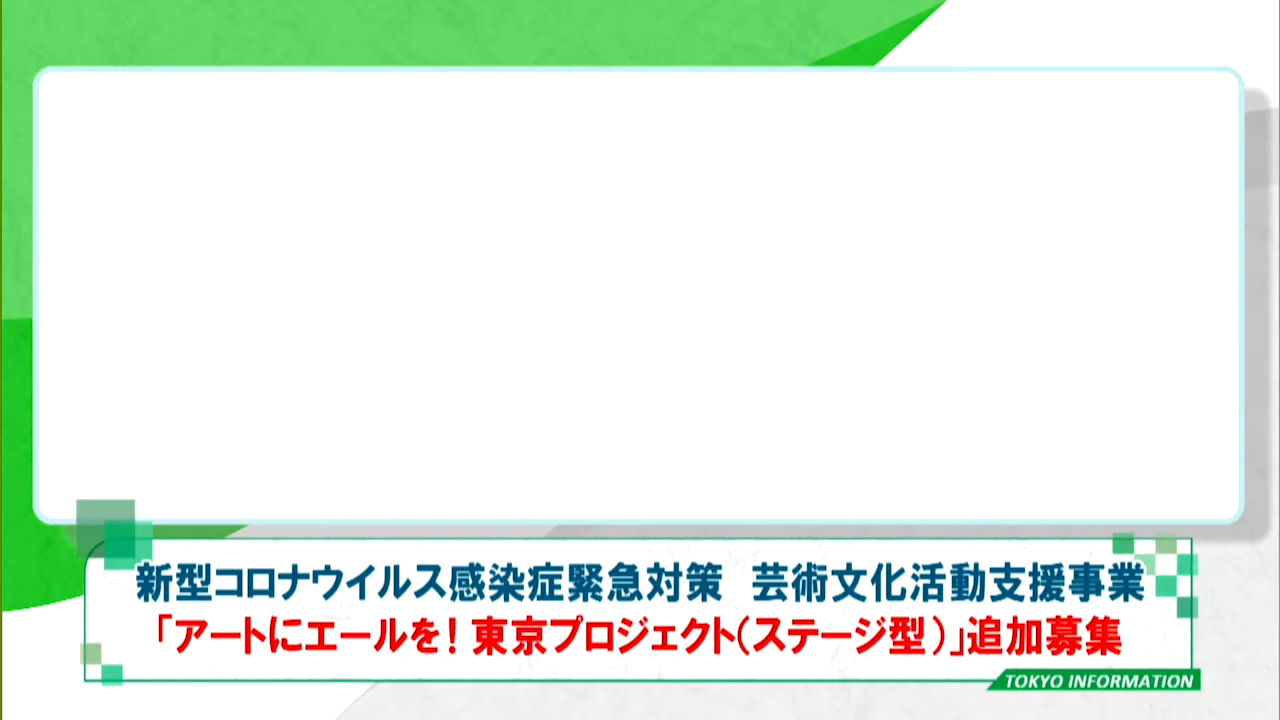 新型コロナウイルス感染症緊急対策　芸術文化活動支援事業
「アートにエールを！東京プロジェクト（ステージ型）」追加募集
TOKYO INFORMATION